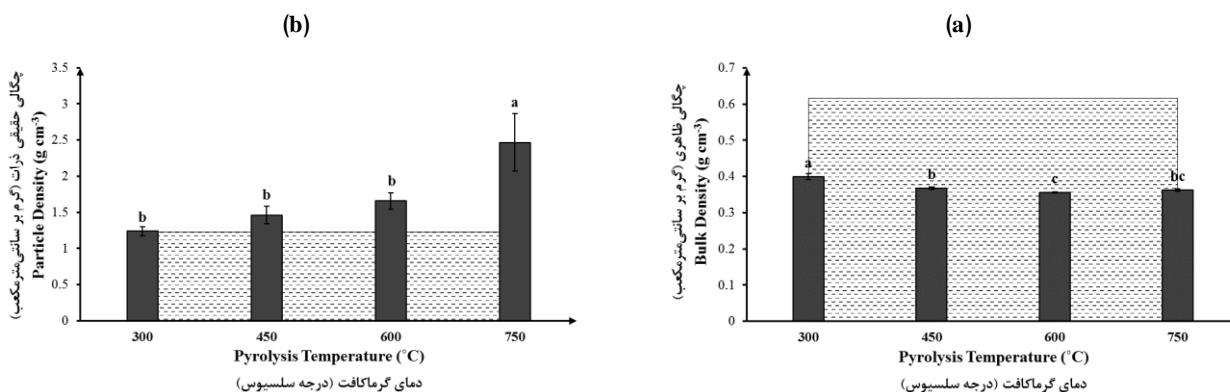 (b)
چگالی حقیقی ذرات (گرم بر سانتی‌مترمکعب)
Particle Density (g cm-3)
3.5
3
2.5
2
1.5
1
0.5
0
b
b
b
a
300 450 600 750
Pyrolysis Temperature (˚C)
دمای گرماکافت (درجه سلسیوس)
(a)
چگالی ظاهری (گرم بر سانتی‌مترمکعب)
Bulk Density (g cm-3)
0.7
0.6
0.5
0.4
0.3
0.2
0.1
0
a
b
c
bc
300 450 600 750
Pyrolysis Temperature (˚C)
دمای گرماکافت (درجه سلسیوس)